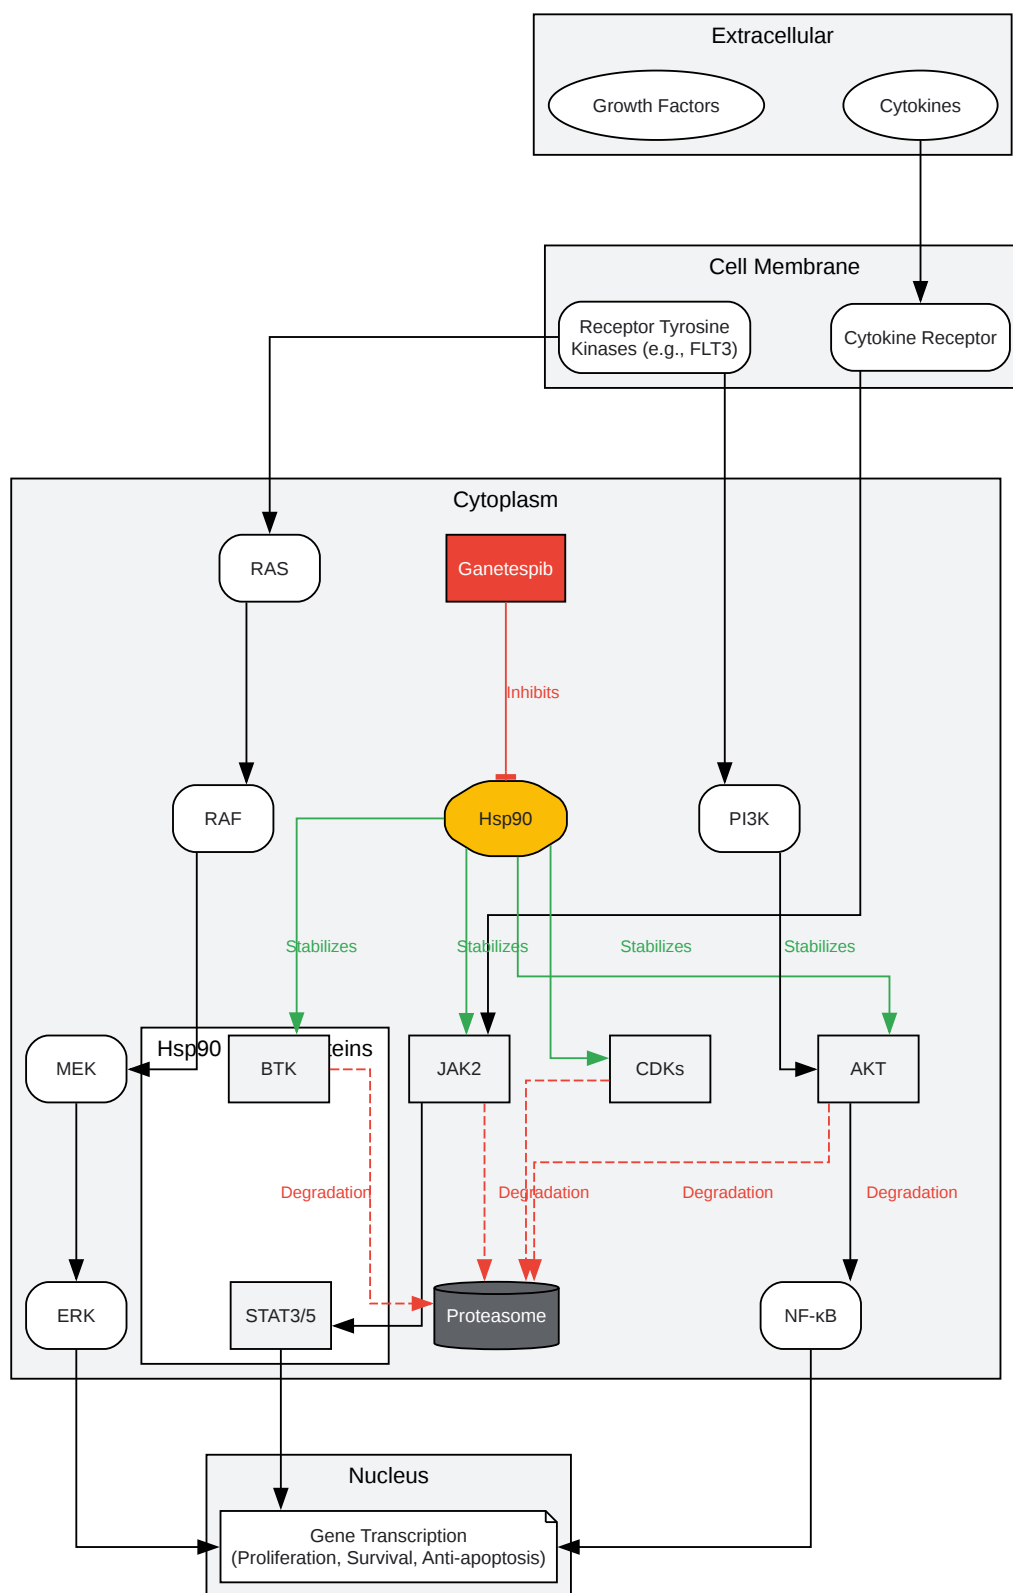 Extracellular
Growth Factors
Cytokines
Cell Membrane
Receptor Tyrosine
Kinases (e.g., FLT3)
Cytokine Receptor
Cytoplasm
RAS
Ganetespib
Inhibits
RAF
Hsp90
PI3K
Stabilizes
Stabilizes
Stabilizes
Stabilizes
Hsp90
MEK
BTK
JAK2
CDKs
AKT
Degradation
Degradation
Degradation
Degradation
ERK
STAT3/5
Proteasome
NF-κB
Nucleus
Gene Transcription
(Proliferation, Survival, Anti-apoptosis)